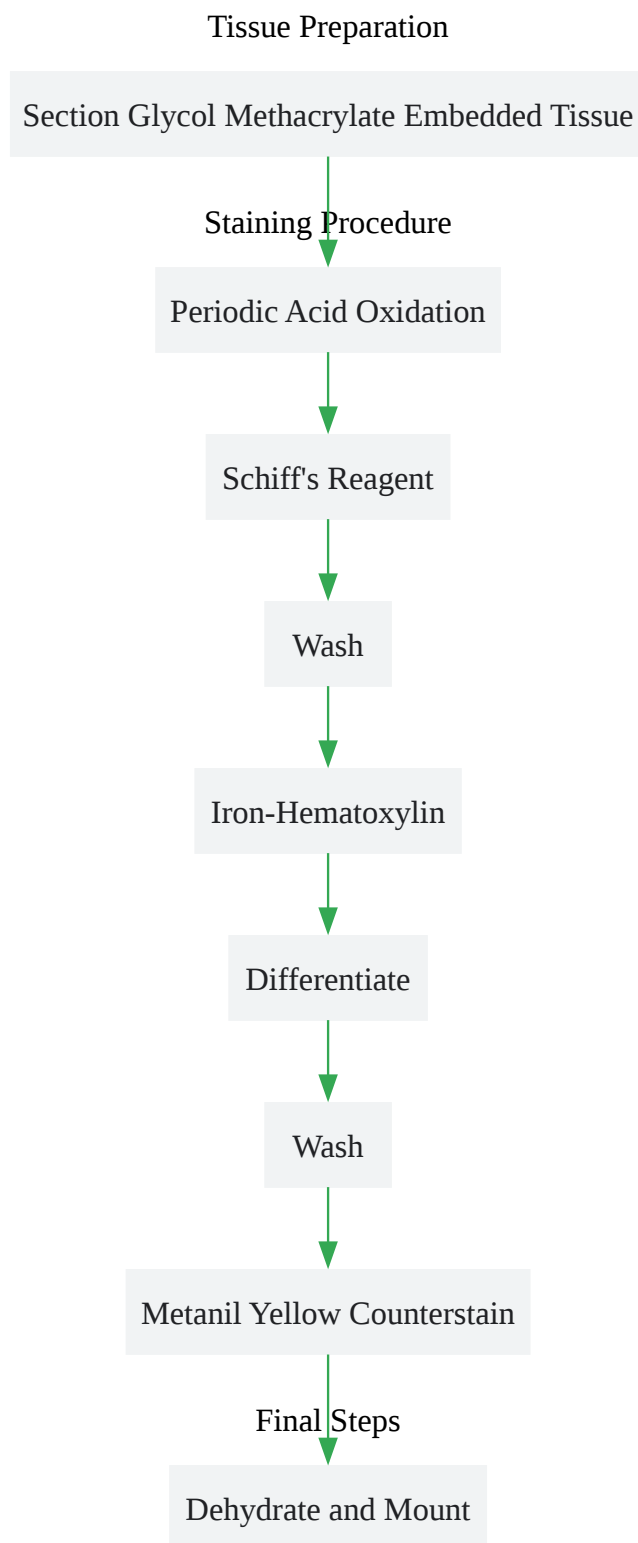 Tissue Preparation
Section Glycol Methacrylate Embedded Tissue
Staining Procedure
Periodic Acid Oxidation
Schiff's Reagent
Wash
Iron-Hematoxylin
Differentiate
Wash
Metanil Yellow Counterstain
Final Steps
Dehydrate and Mount